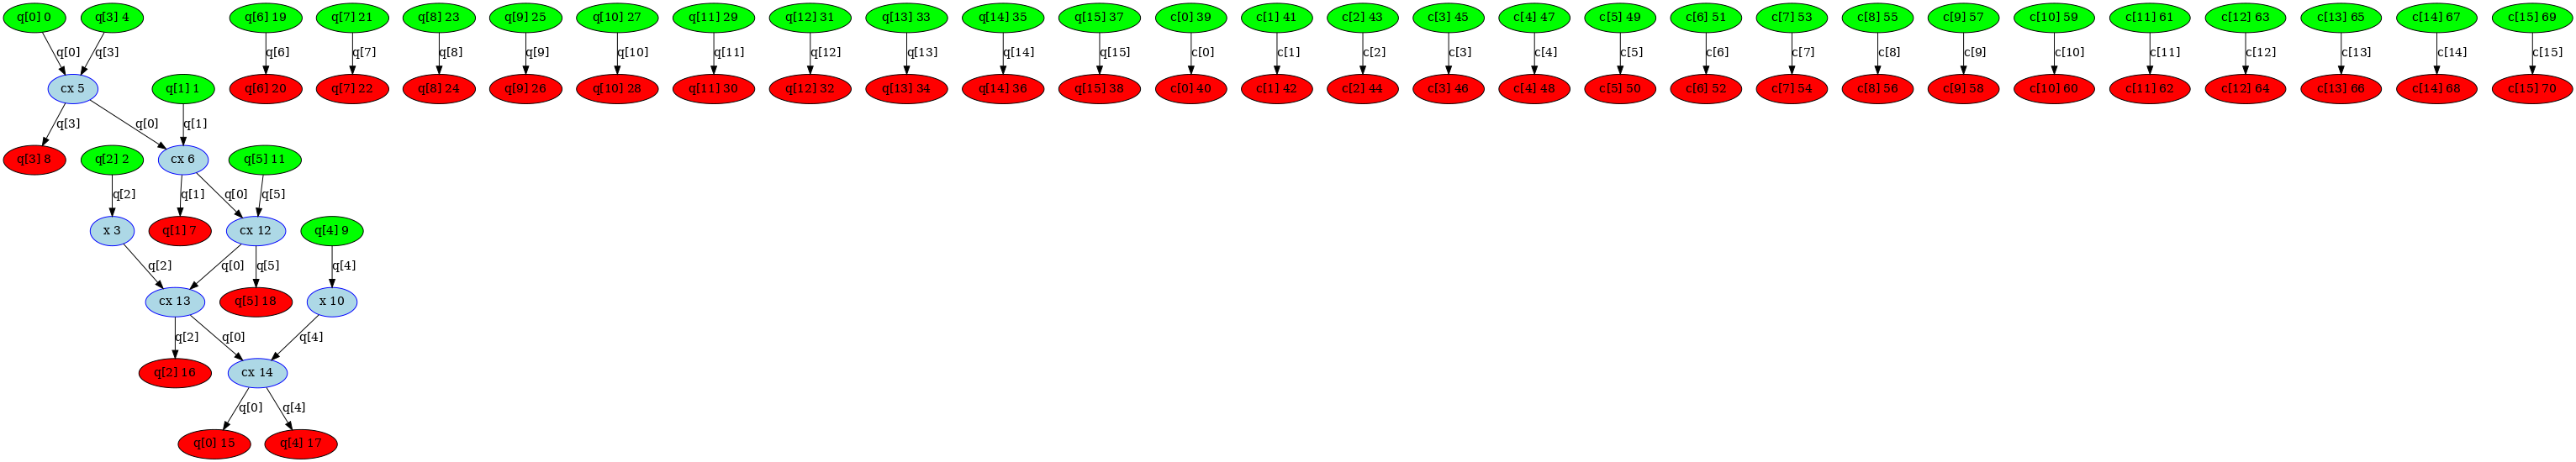 q[0] 0 q[3] 4 q[6] 19 q[7] 21 q[8] 23 q[9] 25 q[10] 27 q[11] 29 q[12] 31 q[13] 33 q[14] 35 q[15] 37 c[0] 39 c[1] 41 c[2] 43 c[3] 45 c[4] 47 c[5] 49 c[6] 51 c[7] 53 c[8] 55 c[9] 57 c[10] 59 c[11] 61 c[12] 63 c[13] 65 c[14] 67 c[15] 69
q[0] q[3] q[6] q[7] q[8] q[9] q[10] q[11] q[12] q[13] q[14] q[15] c[0] c[1] c[2] c[3] c[4] c[5] c[6] c[7] c[8] c[9] c[10] c[11] c[12] c[13] c[14] c[15]
cx 5 q[1] 1 q[6] 20 q[7] 22 q[8] 24 q[9] 26 q[10] 28 q[11] 30 q[12] 32 q[13] 34 q[14] 36 q[15] 38 c[0] 40 c[1] 42 c[2] 44 c[3] 46 c[4] 48 c[5] 50 c[6] 52 c[7] 54 c[8] 56 c[9] 58 c[10] 60 c[11] 62 c[12] 64 c[13] 66 c[14] 68 c[15] 70
q[3] q[0] q[1]
q[3] 8 q[2] 2 cx 6 q[5] 11
q[2] q[1] q[0] q[5]
x 3 q[1] 7 cx 12 q[4] 9
q[2] q[0] q[5] q[4]
cx 13 q[5] 18 x 10
q[2] q[0] q[4]
q[2] 16 cx 14
q[0] q[4]
q[0] 15 q[4] 17